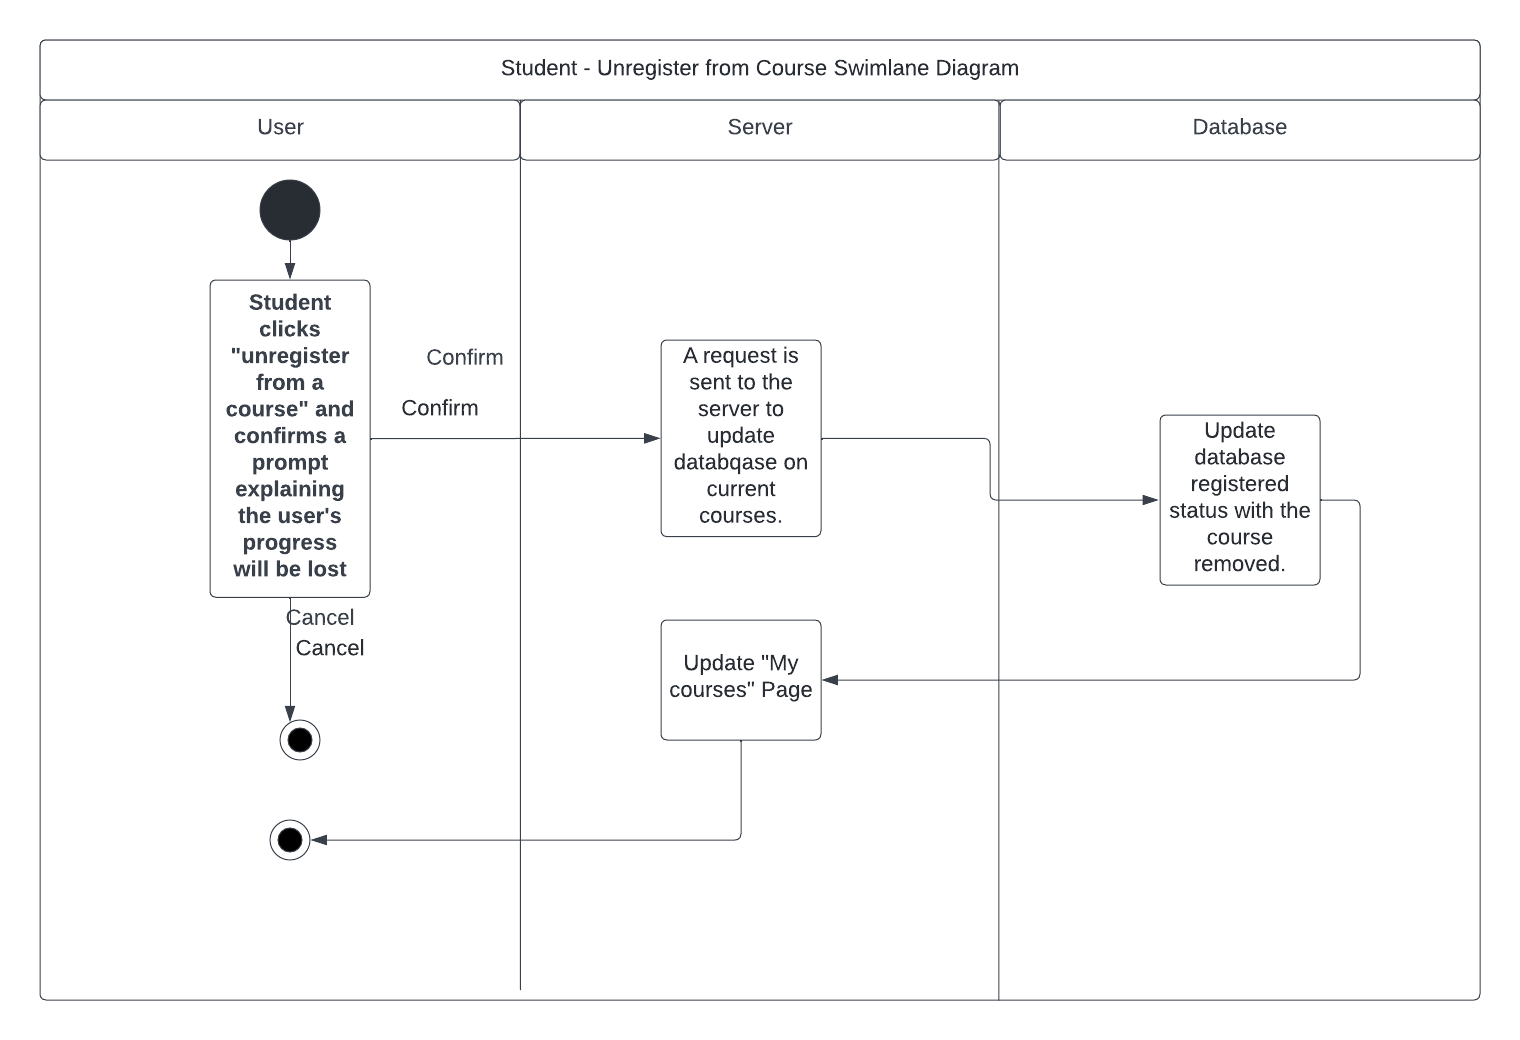 Student - Unregister from Course Swimlane Diagram
User
Server
Database
Student
clicks
"unregister
from a
course" and
confirms a
prompt
explaining
the user's
progress
will be lost
Confirm
Confirm
Cancel
Cancel
A request is
sent to the
server to
update
databqase on
current
courses.
Update
database
registered
status with the
course
removed.
Update "My
courses" Page